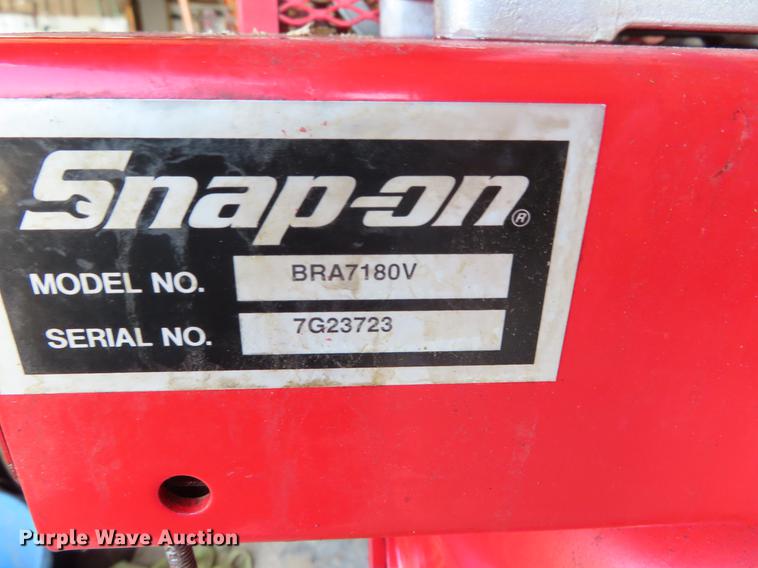 Snap-on®
MODEL NO. BRA7180V
SERIAL NO. 7G23723
Purple Wave Auction